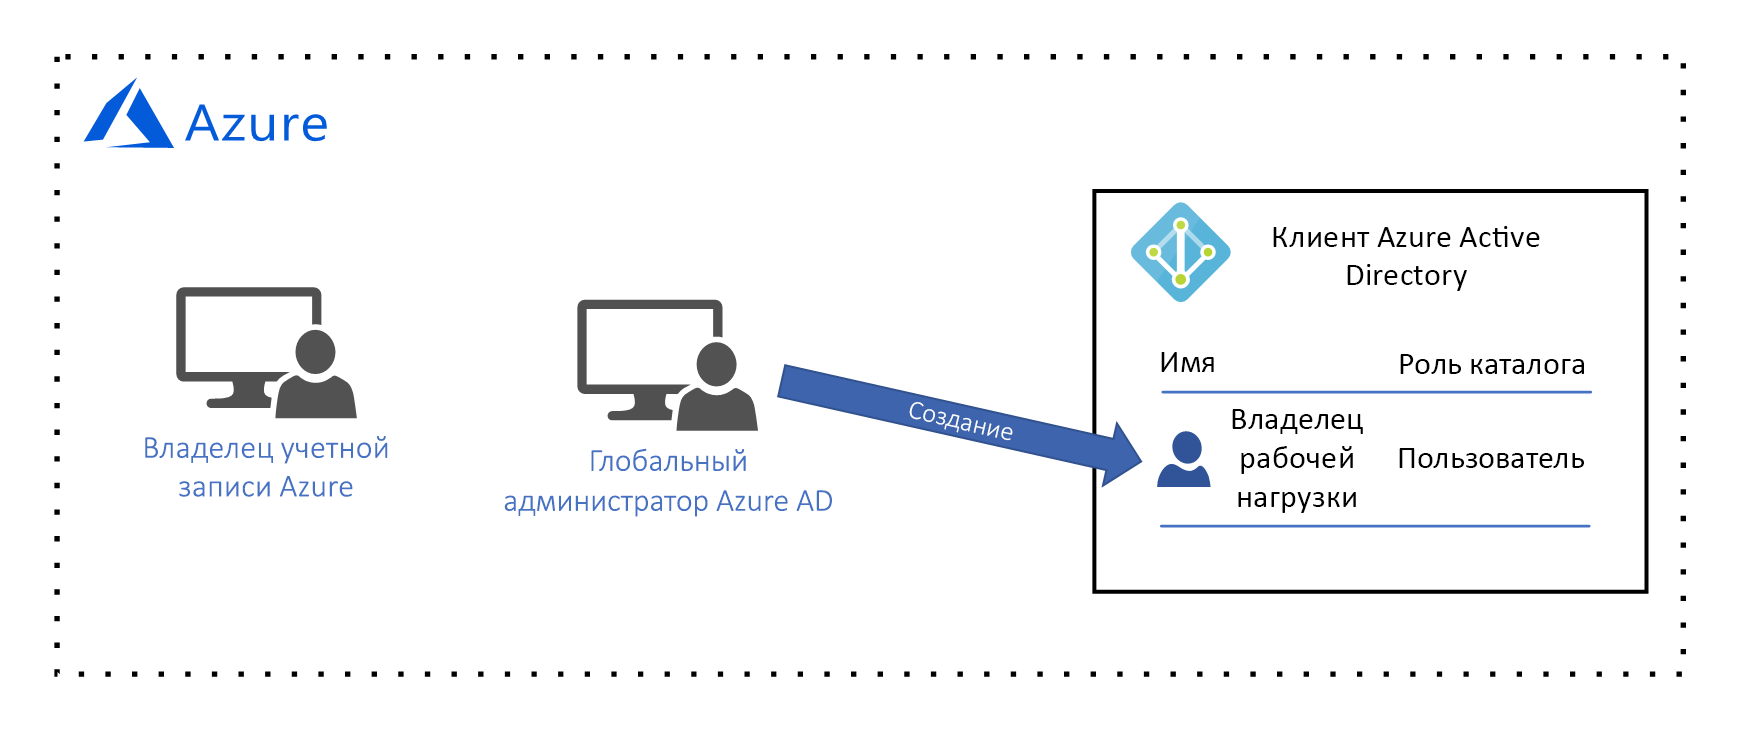 Azure
Клиент Azure Active
Directory
Имя
Роль каталога
Владелец
рабочей
нагрузки
Пользователь
Создание
Владелец учетной
записи Azure
Глобальный
администратор Azure AD